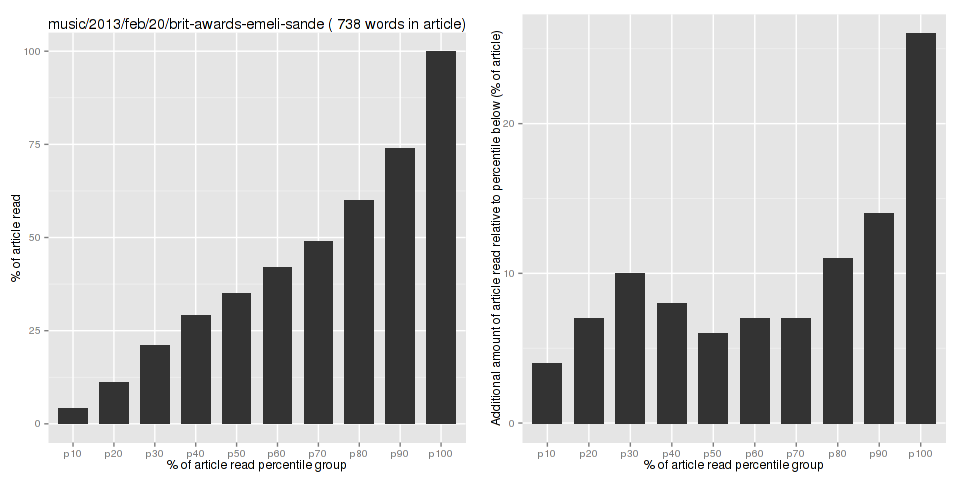 music/2013/feb/20/brit-awards-emeli-sande ( 738 words in article)
% of article read
100
75
50
25
0
p10 p20 p30 p40 p50 p60 p70 p80 p90 p100
% of article read percentile group
Additional amount of article read relative to percentile below (% of article)
20
10
0
p10 p20 p30 p40 p50 p60 p70 p80 p90 p100
% of article read percentile group